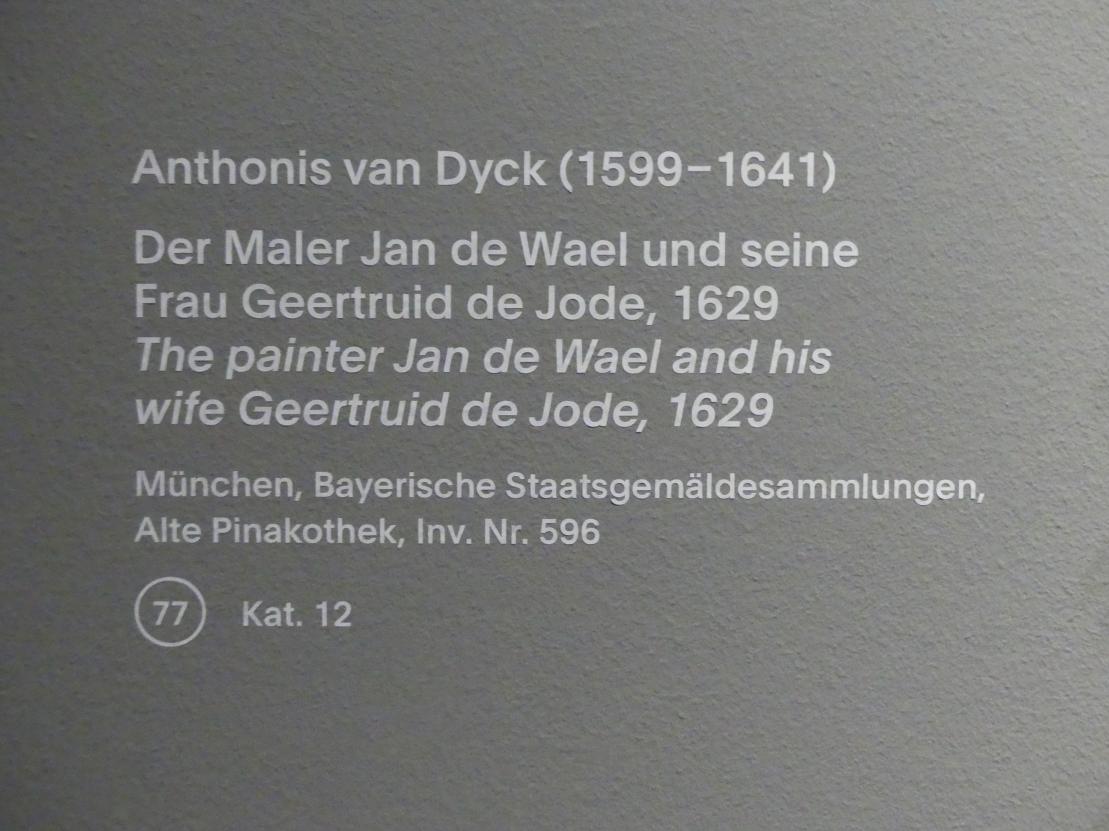 Anthonis van Dyck (1599–1641)
Der Maler Jan de Wael und seine
Frau Geertruid de Jode, 1629
The painter Jan de Wael and his
wife Geertruid de Jode, 1629
München, Bayerische Staatsgemäldesammlungen,
Alte Pinakothek, Inv. Nr. 596
77 Kat. 12